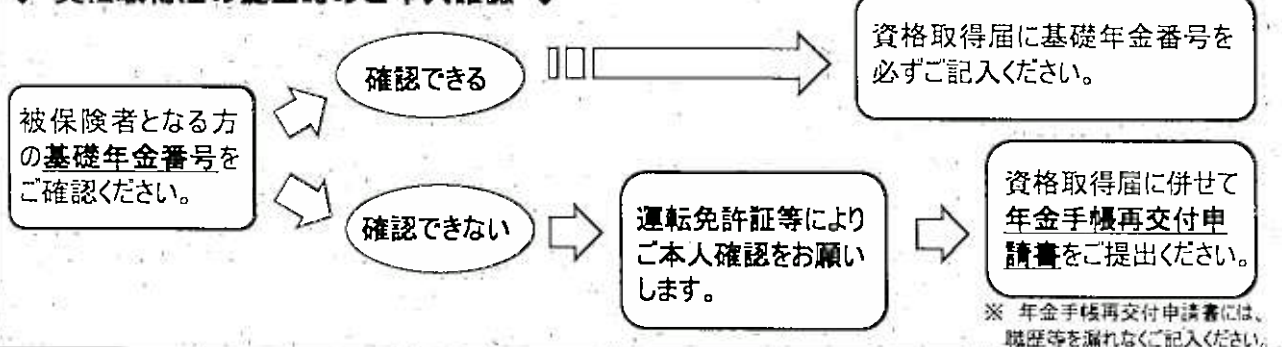 確認できる
資格取得届に基礎年金番号を
必ずご記入ください。
被保険者となる方
の基礎年金番号を
ご確認ください。
確認できない
運転免許証等により
ご本人確認をお願い
します。
資格取得届に併せて
年金手帳再交付申
請書をご提出ください。
※ 年金手帳再交付申請書には、
職歴等を漏れなくご記入ください。